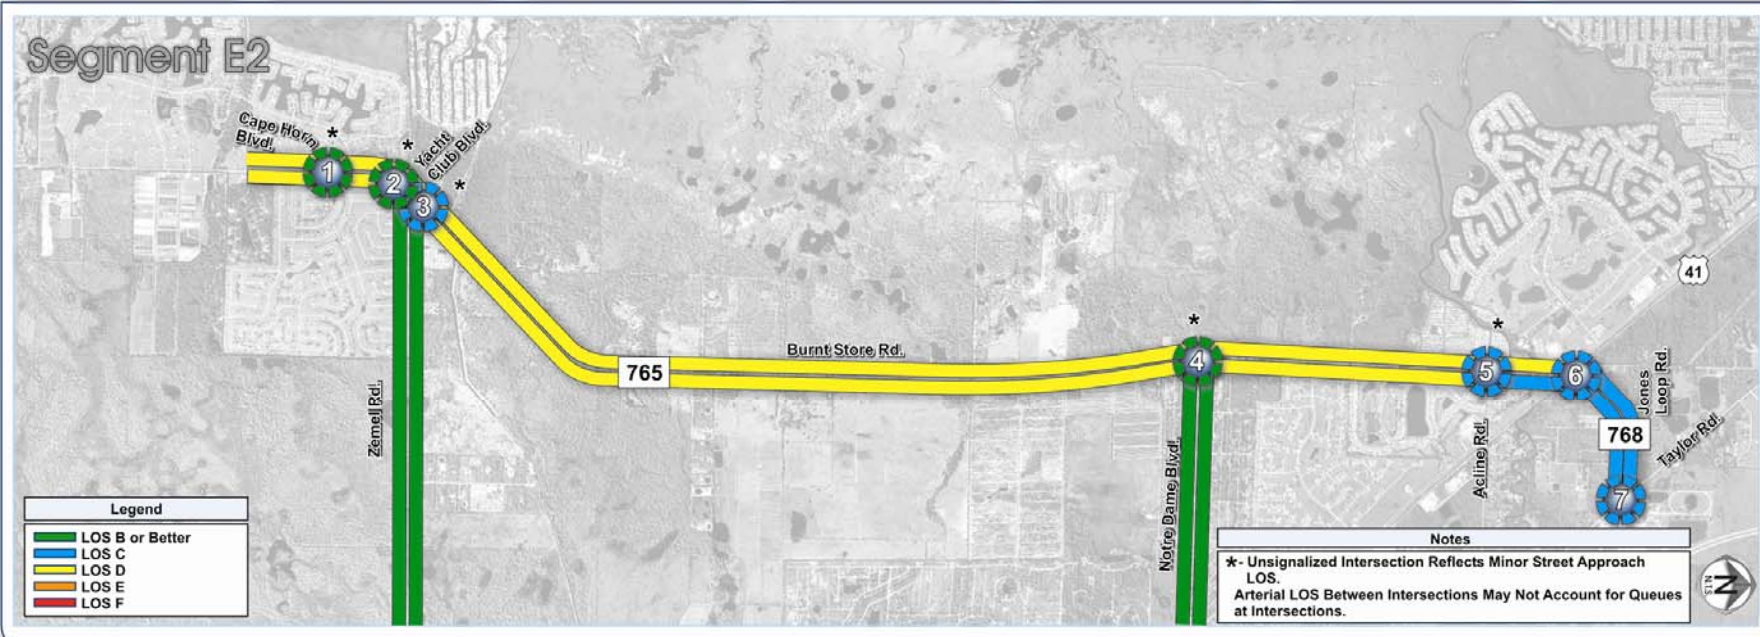 Segment E2
Cape Horn
Blvd.
*
1
*
2
Yacht
Club Blvd.
*
3
Zemel Rd.
765
Burnt Store Rd.
*
4
Notre Dame Blvd.
*
5
Acline Rd.
6
41
Jones
Loop Rd.
768
Taylor Rd.
7
Legend
LOS B or Better
LOS C
LOS D
LOS E
LOS F
Notes
*- Unsignalized Intersection Reflects Minor Street Approach
LOS.
Arterial LOS Between Intersections May Not Account for Queues
at Intersections.
N
N.T.S